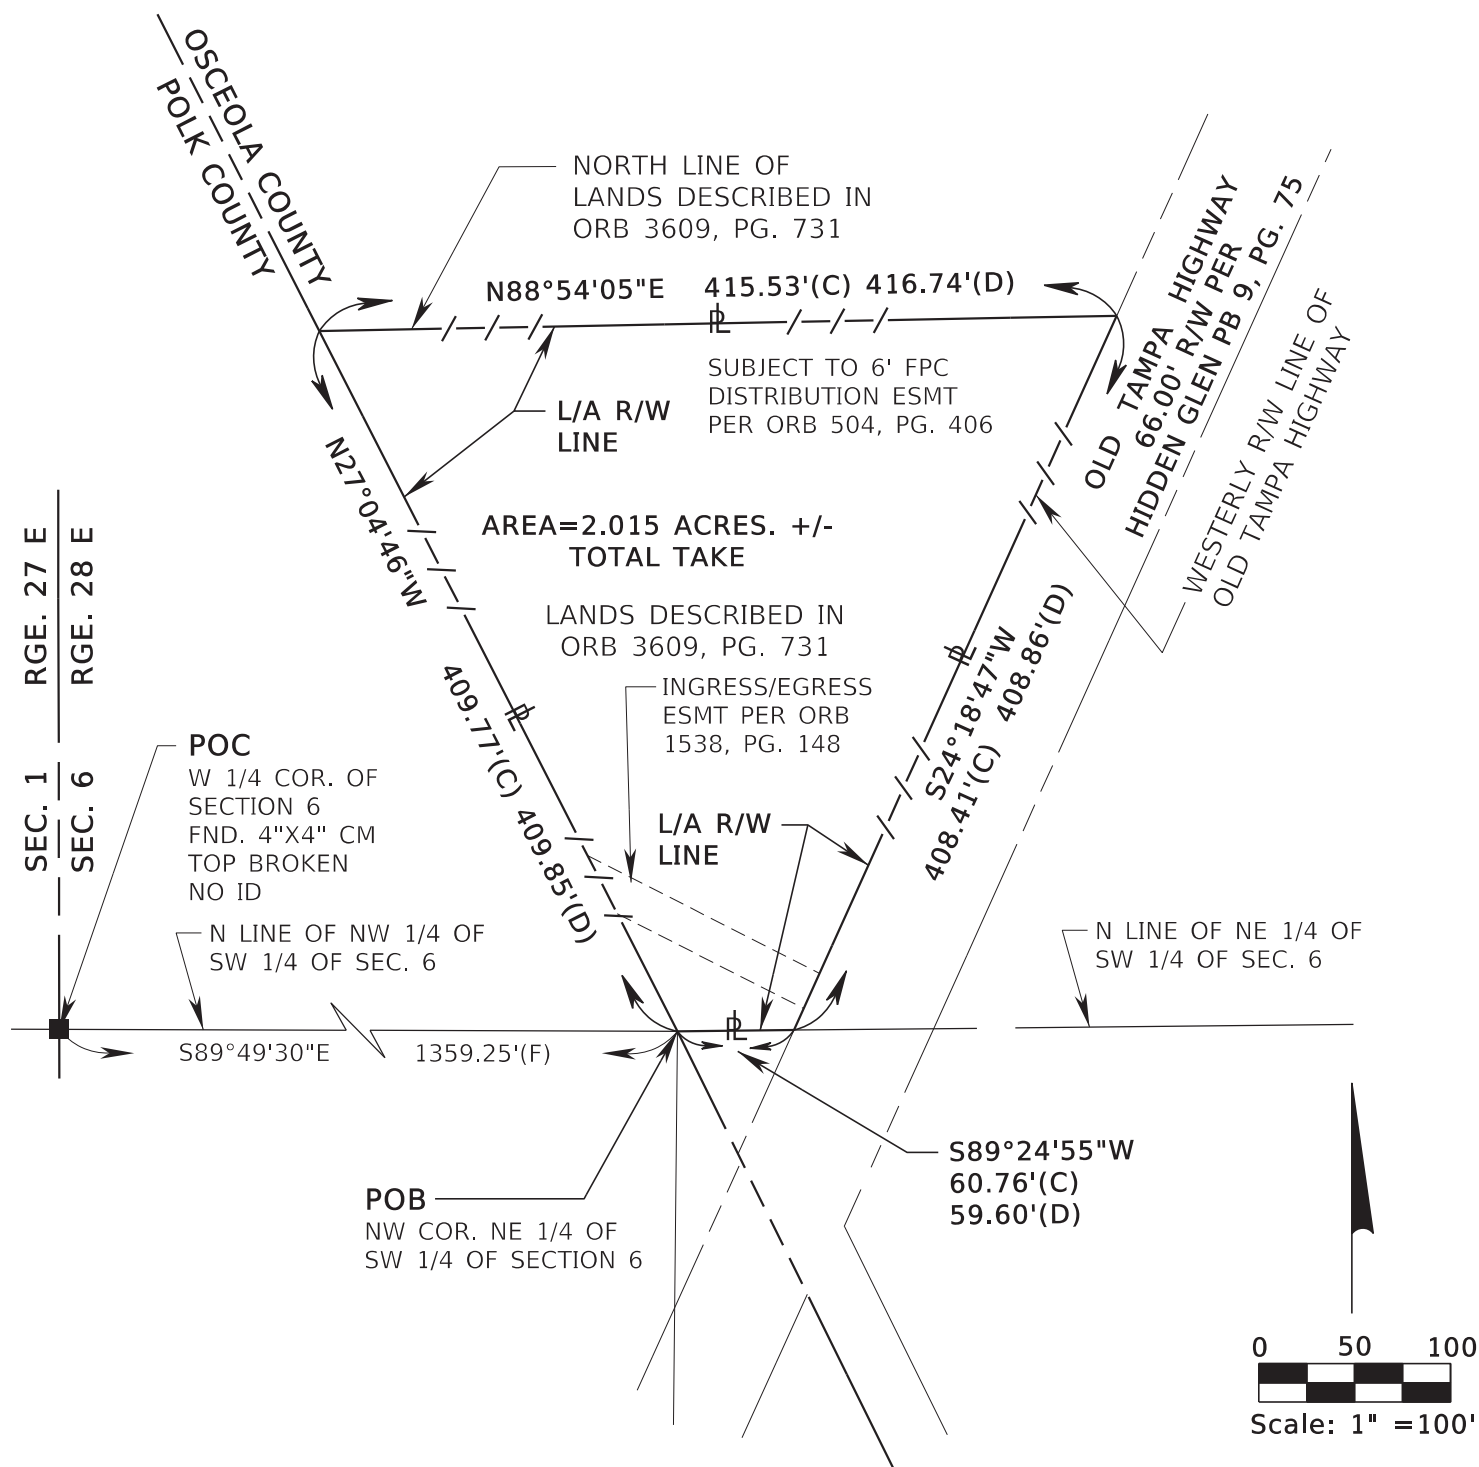 OSCEOLA COUNTY
POLK COUNTY
NORTH LINE OF
LANDS DESCRIBED IN
ORB 3609, PG. 731
N88°54'05"E 415.53'(C) 416.74'(D)
PL
SUBJECT TO 6' FPC
DISTRIBUTION ESMT
PER ORB 504, PG. 406
L/A R/W
LINE
OLD TAMPA HIGHWAY
66.00' R/W PER
HIDDEN GLEN PB 9, PG. 75
WESTERLY R/W LINE OF
OLD TAMPA HIGHWAY
N27°04'46"W
409.77'(C) 409.85'(D)
PL
AREA=2.015 ACRES. +/-
TOTAL TAKE
LANDS DESCRIBED IN
ORB 3609, PG. 731
INGRESS/EGRESS
ESMT PER ORB
1538, PG. 148
PL
S24°18'47"W
408.41'(C) 408.86'(D)
L/A R/W
LINE
SEC. 1 RGE. 27 E
SEC. 6 RGE. 28 E
POC
W 1/4 COR. OF
SECTION 6
FND. 4"X4" CM
TOP BROKEN
NO ID
N LINE OF NW 1/4 OF
SW 1/4 OF SEC. 6
N LINE OF NE 1/4 OF
SW 1/4 OF SEC. 6
S89°49'30"E 1359.25'(F)
PL
S89°24'55"W
60.76'(C)
59.60'(D)
POB
NW COR. NE 1/4 OF
SW 1/4 OF SECTION 6
0 50 100
Scale: 1" =100'